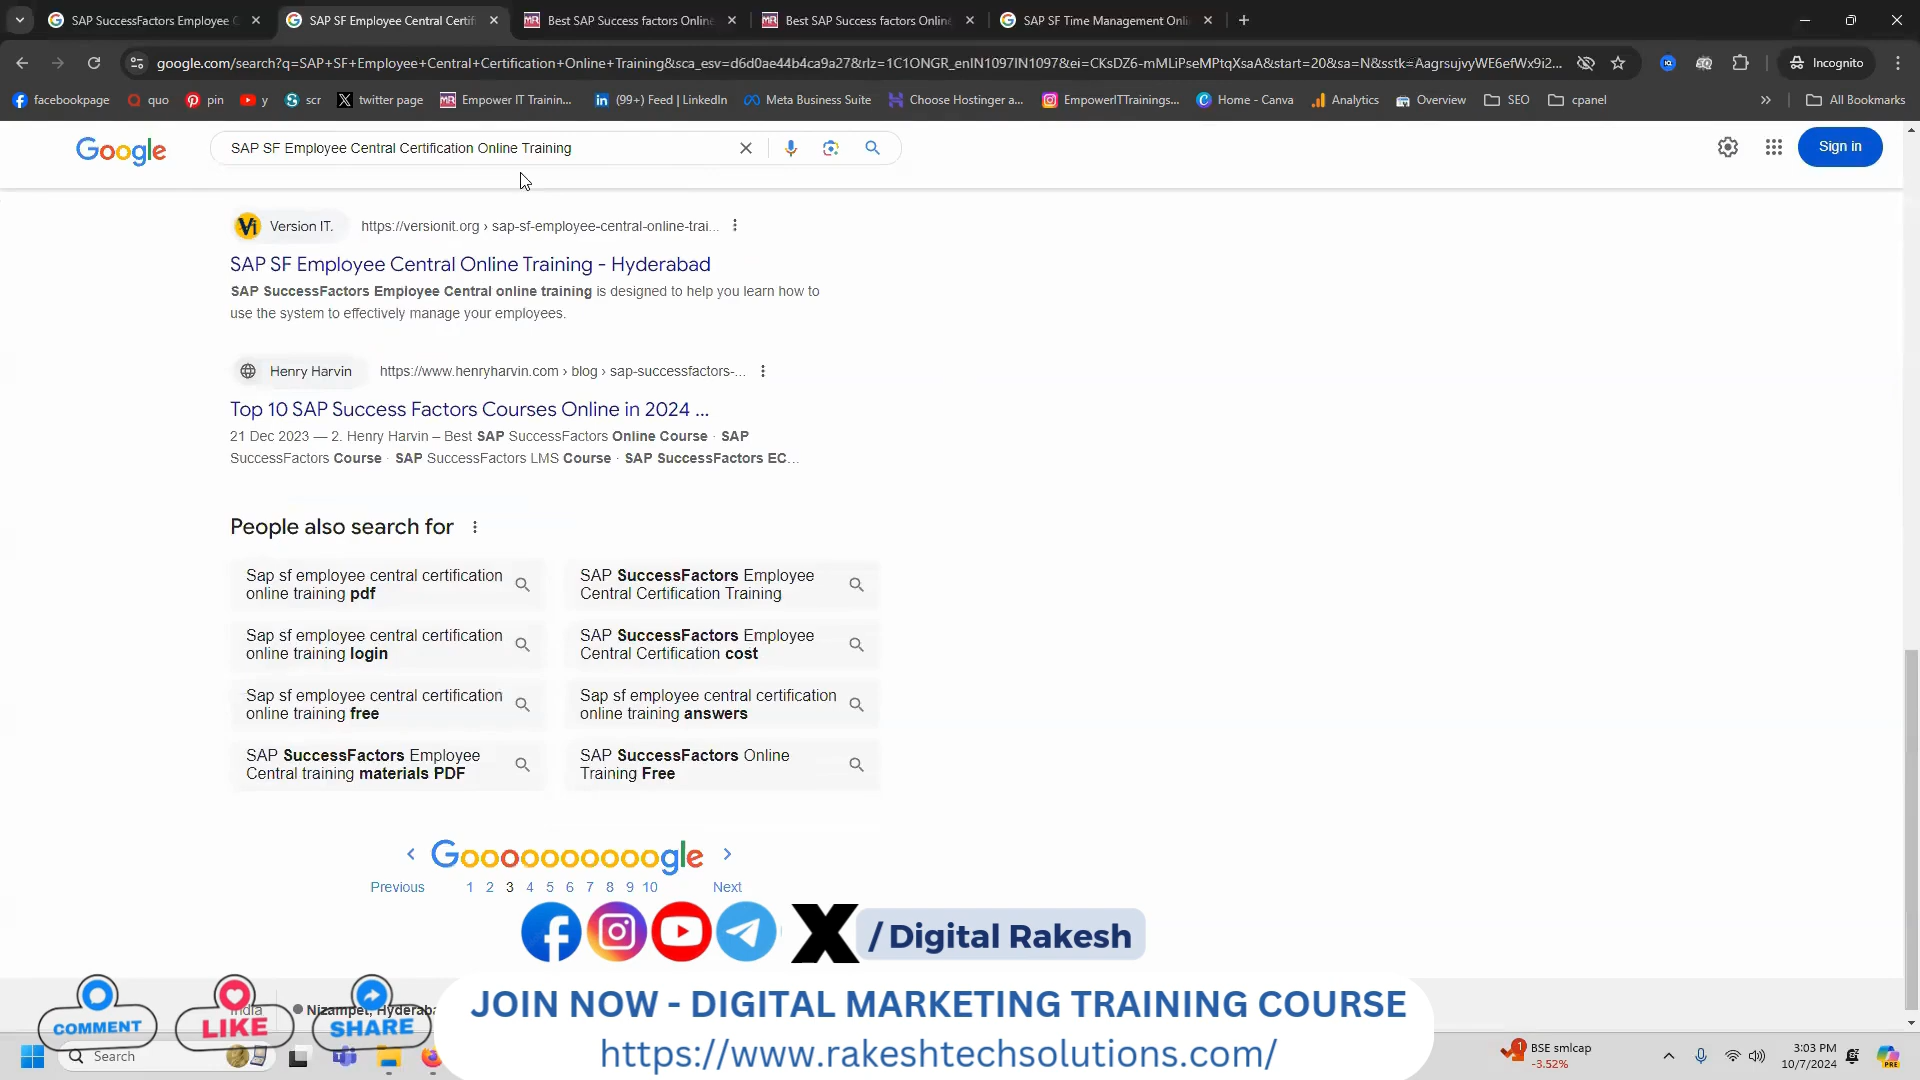 SAP SuccessFactors Employee C
SAP SF Employee Central Certifi
Best SAP Success factors Online
Best SAP Success factors Online
SAP SF Time Management Onli
google.com/search?q=SAP+SF+Employee+Central+Certification+Online+Training&sca_esv=d6d0ae44b4ca9a27&rlz=1C1ONGR_enIN1097IN1097&ei=CKsDZ6-mMLiPseMPtqXsaA&start=20&sa=N&sstk=AagrsujvyWE6efWx9i2...
Incognito
facebookpage
quo
pin
y
scr
twitter page
Empower IT Trainin...
(99+) Feed | LinkedIn
Meta Business Suite
Choose Hostinger a...
EmpowerITTrainings...
Home - Canva
Analytics
Overview
SEO
cpanel
All Bookmarks
Google
SAP SF Employee Central Certification Online Training
Sign in
Version IT.
https://versionit.org › sap-sf-employee-central-online-trai...
SAP SF Employee Central Online Training - Hyderabad
SAP SuccessFactors Employee Central online training is designed to help you learn how to
use the system to effectively manage your employees.
Henry Harvin
https://www.henryharvin.com › blog › sap-successfactors-...
Top 10 SAP Success Factors Courses Online in 2024 ...
21 Dec 2023 — 2. Henry Harvin – Best SAP SuccessFactors Online Course · SAP
SuccessFactors Course · SAP SuccessFactors LMS Course · SAP SuccessFactors EC...
People also search for
Sap sf employee central certification
online training pdf
SAP SuccessFactors Employee
Central Certification Training
Sap sf employee central certification
online training login
SAP SuccessFactors Employee
Central Certification cost
Sap sf employee central certification
online training free
Sap sf employee central certification
online training answers
SAP SuccessFactors Employee
Central training materials PDF
SAP SuccessFactors Online
Training Free
Goooooooooogle
Previous 1 2 3 4 5 6 7 8 9 10 Next
/ Digital Rakesh
India
Nizampet, Hyderaba
COMMENT
LIKE
SHARE
JOIN NOW - DIGITAL MARKETING TRAINING COURSE
https://www.rakeshtechsolutions.com/
Search
BSE smlcap
-3.52%
3:03 PM
10/7/2024